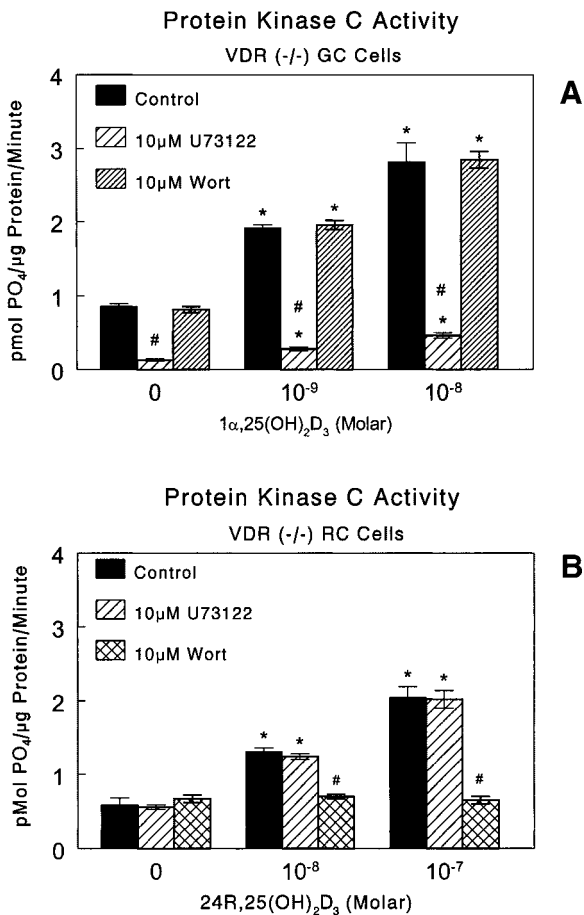 Protein Kinase C Activity
VDR (-/-) GC Cells
A
4
3
2
1
0
pmol PO₄/µg Protein/Minute
Control
10µM U73122
10µM Wort
*
*
*
*
#
#
*
#
*
0
10⁻⁹
10⁻⁸
1α,25(OH)₂D₃ (Molar)
Protein Kinase C Activity
VDR (-/-) RC Cells
B
4
3
2
1
0
pMol PO₄/µg Protein/Minute
Control
10µM U73122
10µM Wort
*
*
#
*
*
#
0
10⁻⁸
10⁻⁷
24R,25(OH)₂D₃ (Molar)